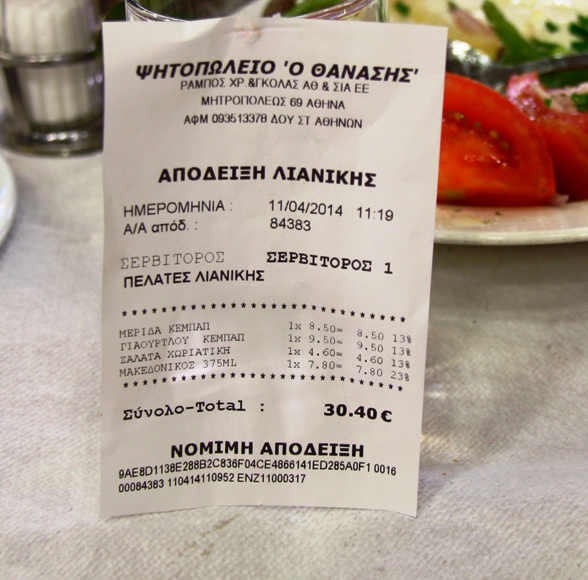 ΨΗΤΟΠΩΛΕΙΟ 'Ο ΘΑΝΑΣΗΣ'
ΡΑΜΠΟΣ ΧΡ.&ΓΚΟΛΑΣ ΑΘ & ΣΙΑ ΕΕ
ΜΗΤΡΟΠΟΛΕΩΣ 69 ΑΘΗΝΑ
ΑΦΜ 093513378 ΔΟΥ ΣΤ ΑΘΗΝΩΝ
ΑΠΟΔΕΙΞΗ ΛΙΑΝΙΚΗΣ
ΗΜΕΡΟΜΗΝΙΑ : 11/04/2014 11:19
Α/Α απόδ. : 84383
ΣΕΡΒΙΤΟΡΟΣ ΣΕΡΒΙΤΟΡΟΣ 1
ΠΕΛΑΤΕΣ ΛΙΑΝΙΚΗΣ
ΜΕΡΙΔΑ ΚΕΜΠΑΠ 1x 8.50= 8.50 13%
ΓΙΑΟΥΡΤΛΟΥ ΚΕΜΠΑΠ 1x 9.50= 9.50 13%
ΣΑΛΑΤΑ ΧΩΡΙΑΤΙΚΗ 1x 4.60= 4.60 13%
ΜΑΚΕΔΟΝΙΚΟΣ 375ML 1x 7.80= 7.80 23%
Σύνολο-Total : 30.40€
ΝΟΜΙΜΗ ΑΠΟΔΕΙΞΗ
9AE8D1138E288B2C836F04CE4866141ED285A0F1 0016
00084383 110414110952 ENZ11000317